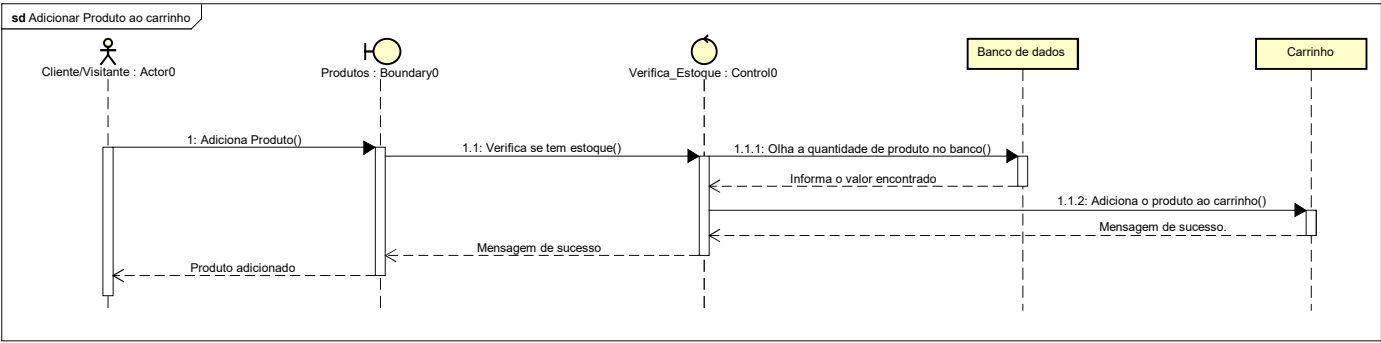 sd Adicionar Produto ao carrinho
Cliente/Visitante : Actor0
Produtos : Boundary0
Verifica_Estoque : Control0
Banco de dados
Carrinho
1: Adiciona Produto()
1.1: Verifica se tem estoque()
1.1.1: Olha a quantidade de produto no banco()
Informa o valor encontrado
1.1.2: Adiciona o produto ao carrinho()
Mensagem de sucesso.
Mensagem de sucesso
Produto adicionado